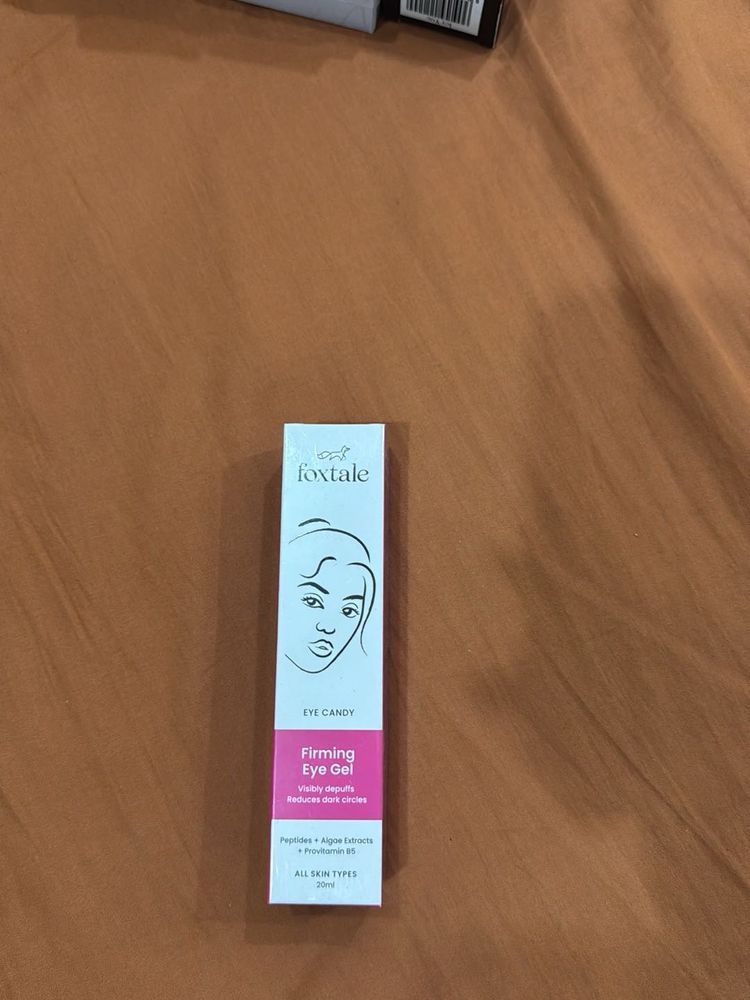 foxtale
EYE CANDY
Firming
Eye Gel
Visibly depuffs
Reduces dark circles
Peptides + Algae Extracts
+ Provitamin B5
ALL SKIN TYPES
20ml